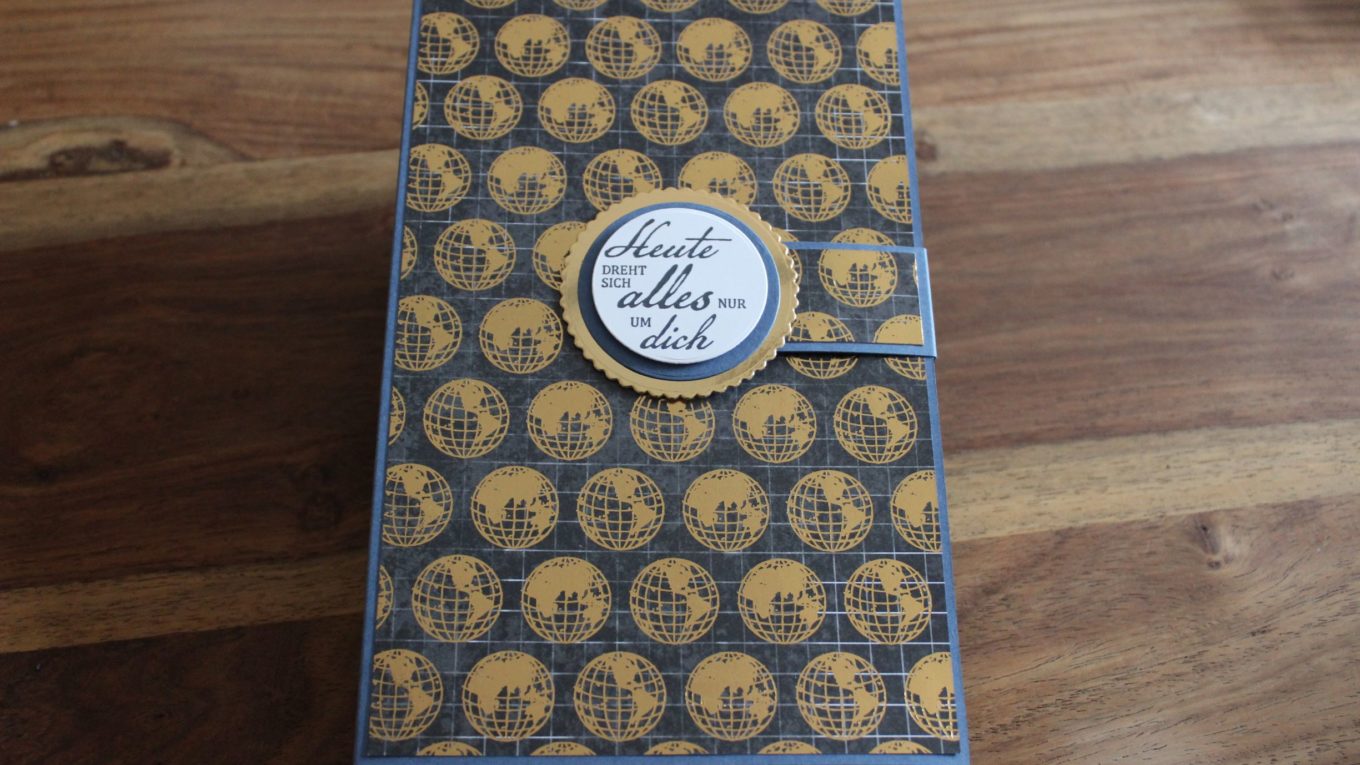 Heute
DREHT
SICH
alles NUR
UM
dich